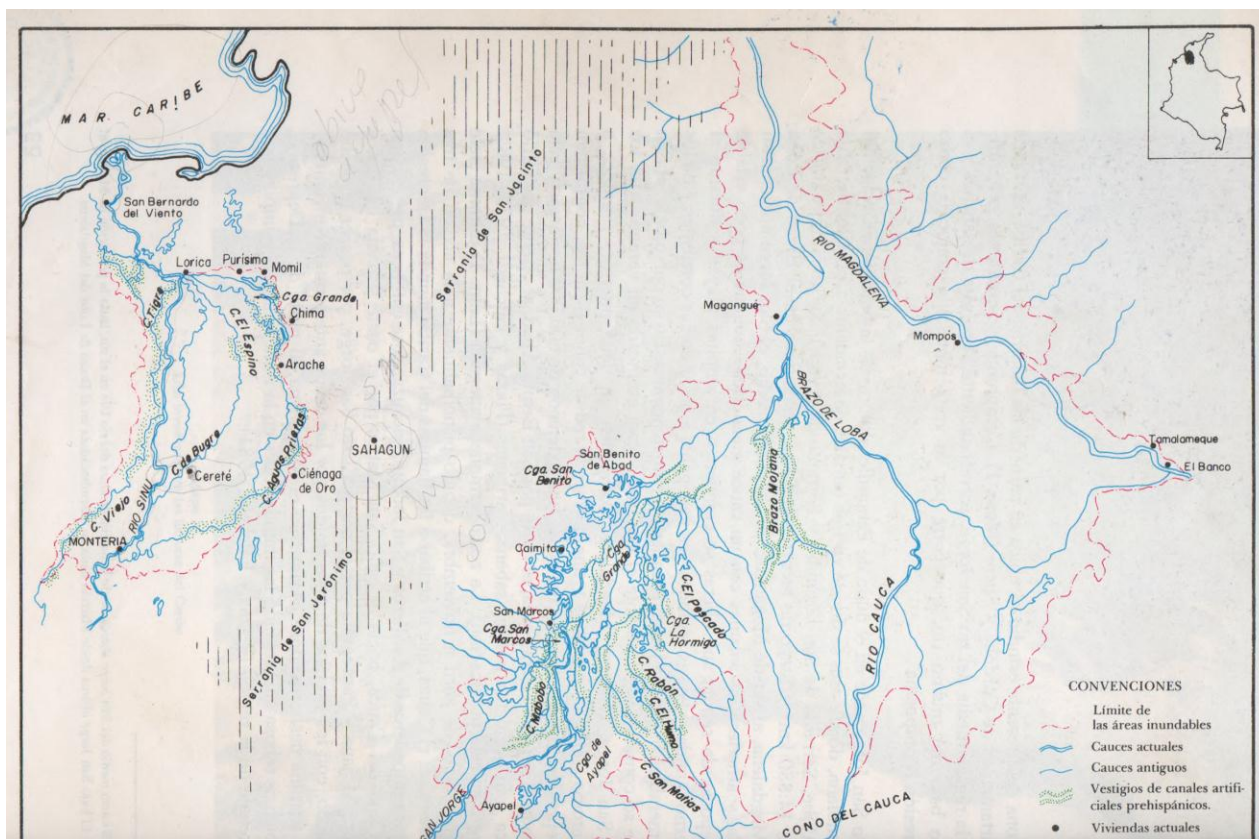 MAR CARIBE
San Bernardo
del Viento
Lorica
Purísima
Momil
Cga. Grande
Chima
C. Tigre
C. El Espino
Arache
C. de Bugre
Cereté
C. Aguas Prietas
Ciénaga
de Oro
C. Viejo
RIO SINU
MONTERIA
SAHAGUN
Serranía de San Jacinto
Serranía de San Jerónimo
RIO MAGDALENA
Magangué
Mompós
BRAZO DE LOBA
Tamalameque
El Banco
San Benito
de Abad
Cga. San
Benito
Brazo Mojana
Caimito
Cga.
Grande
C. El Pescado
San Marcos
Cga. San
Marcos
Cga.
La
Hormiga
RIO CAUCA
C. Mabobo
C. Rabón
C. El Humo
Cga. de
Ayapel
C. San Matías
Ayapel
SAN JORGE
CONO DEL CAUCA
CONVENCIONES
Límite de
las áreas inundables
Cauces actuales
Cauces antiguos
Vestigios de canales artifi-
ciales prehispánicos.
Viviendas actuales